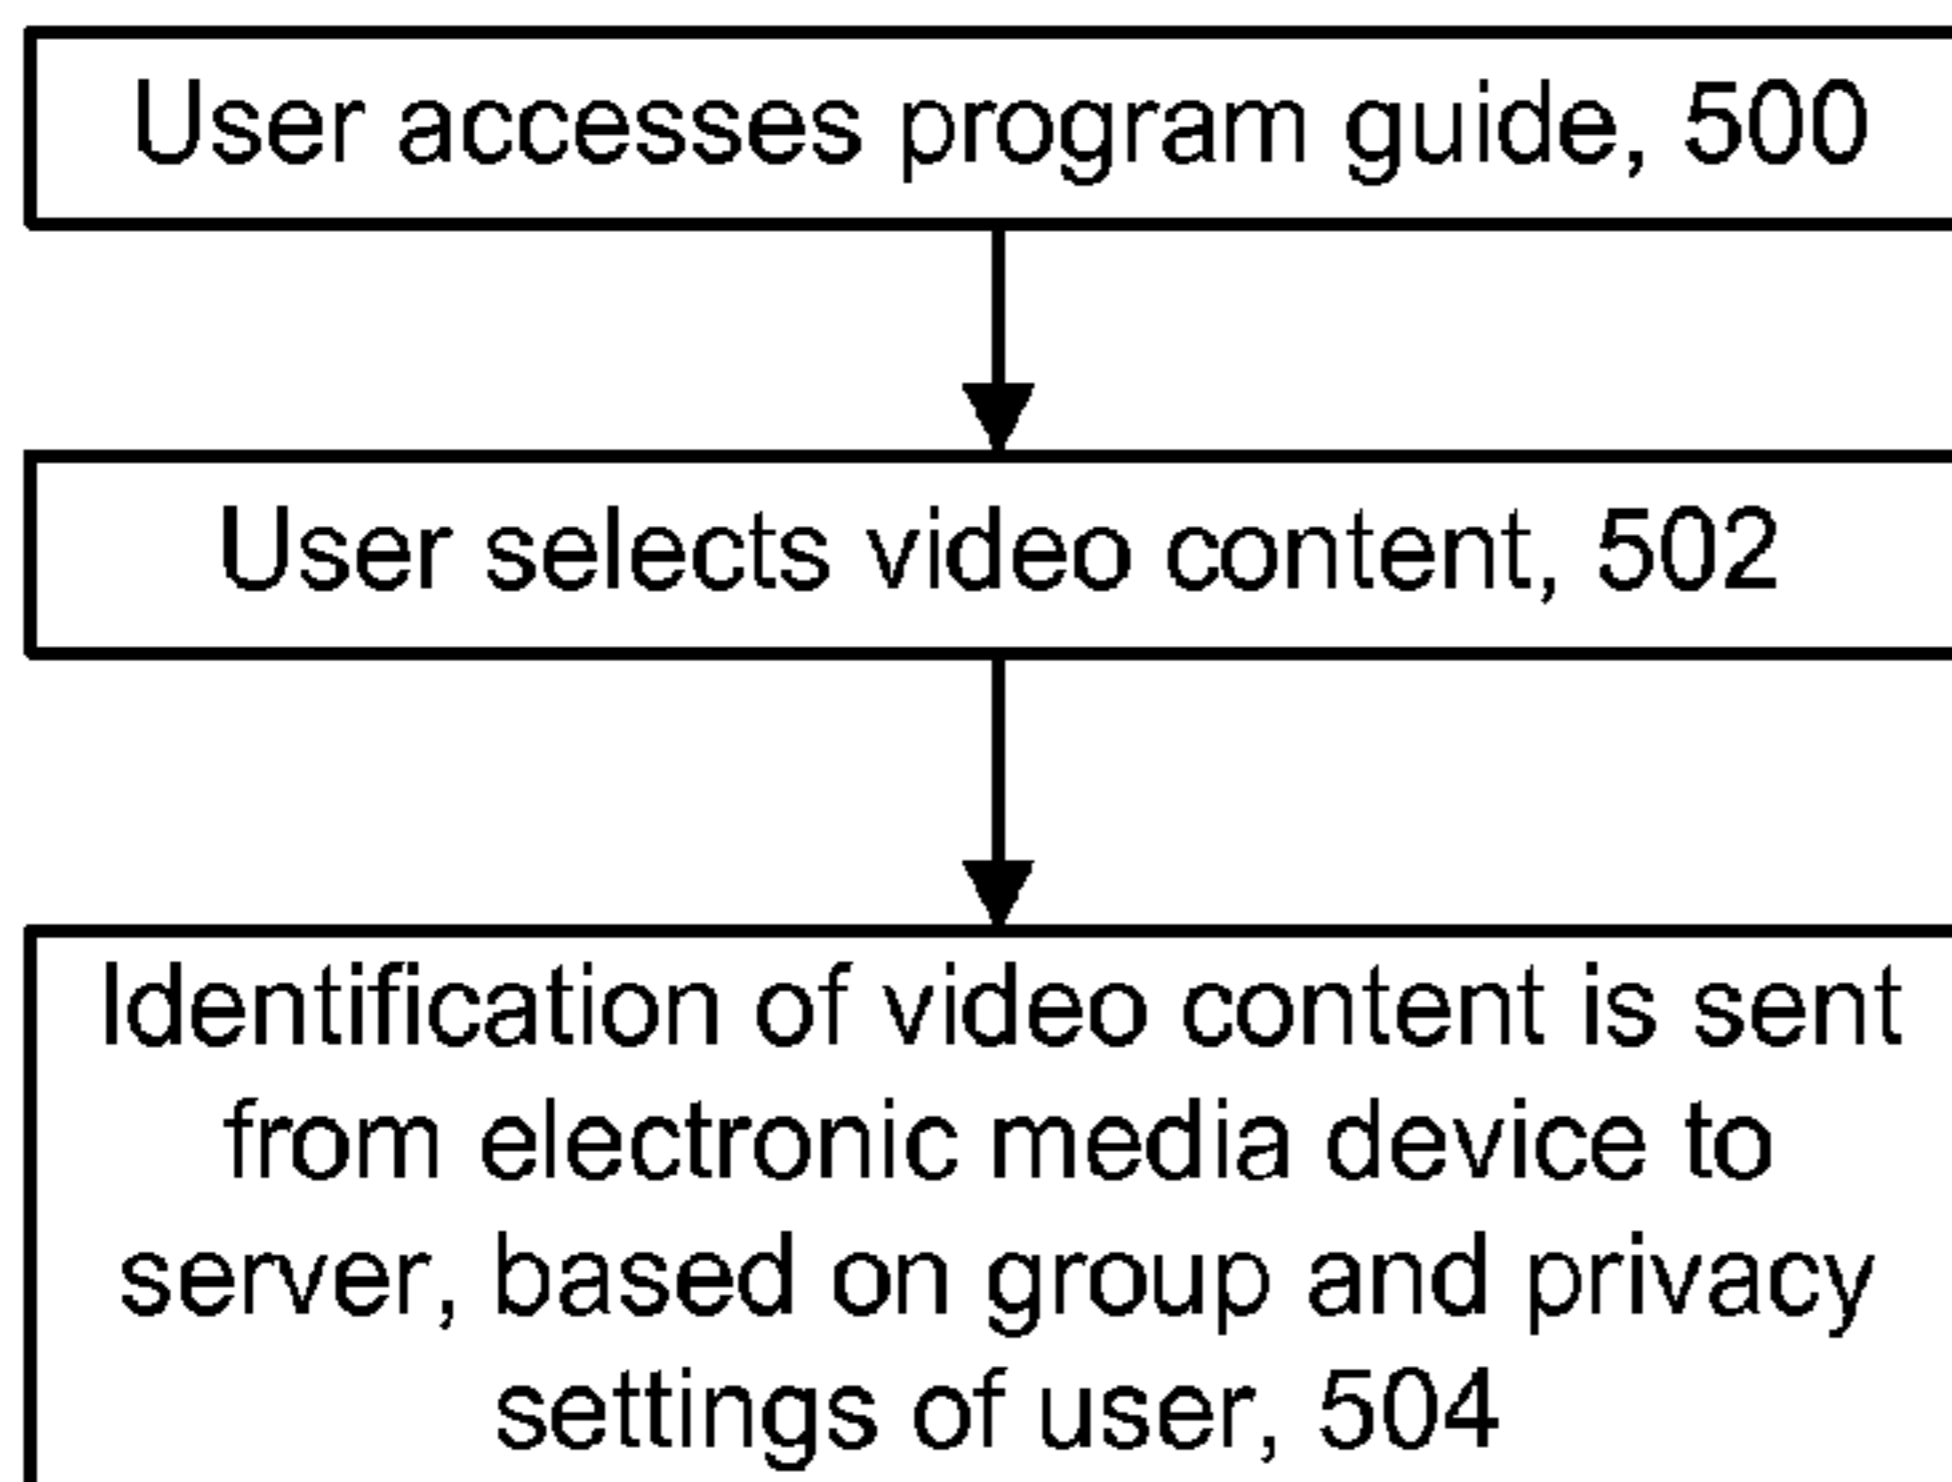 User accesses program guide, 500
User selects video content, 502
Identification of video content is sent
from electronic media device to
server, based on group and privacy
settings of user, 504